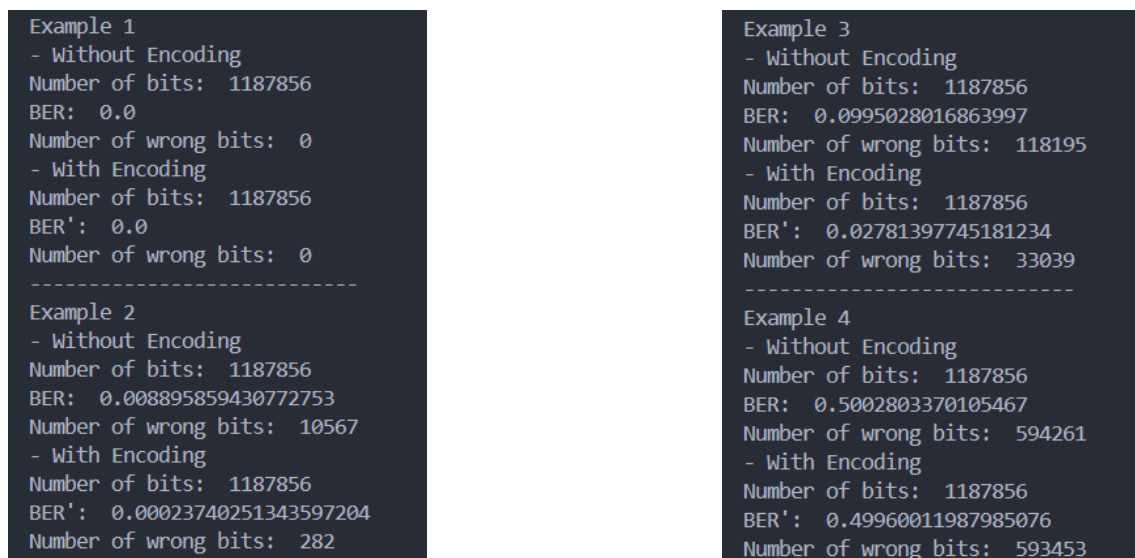 Example 1
- Without Encoding
Number of bits:  1187856
BER:  0.0
Number of wrong bits:  0
- With Encoding
Number of bits:  1187856
BER':  0.0
Number of wrong bits:  0
----------------------------
Example 2
- Without Encoding
Number of bits:  1187856
BER:  0.008895859430772753
Number of wrong bits:  10567
- With Encoding
Number of bits:  1187856
BER':  0.00023740251343597204
Number of wrong bits:  282
Example 3
- Without Encoding
Number of bits:  1187856
BER:  0.0995028016863997
Number of wrong bits:  118195
- With Encoding
Number of bits:  1187856
BER':  0.02781397745181234
Number of wrong bits:  33039
----------------------------
Example 4
- Without Encoding
Number of bits:  1187856
BER:  0.5002803370105467
Number of wrong bits:  594261
- With Encoding
Number of bits:  1187856
BER':  0.49960011987985076
Number of wrong bits:  593453